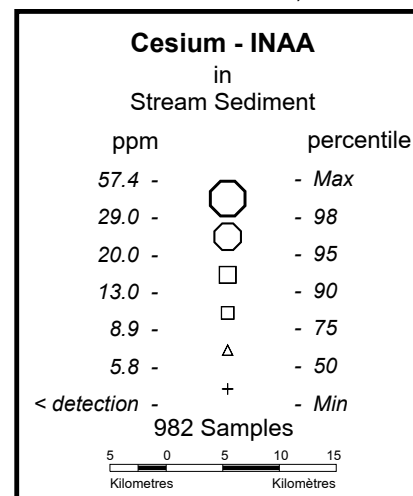 Cesium - INAA
in
Stream Sediment
ppm percentile
57.4 - - Max
29.0 - - 98
20.0 - - 95
13.0 - - 90
8.9 - - 75
5.8 - - 50
< detection - - Min
982 Samples
5 0 5 10 15
Kilometres Kilomètres